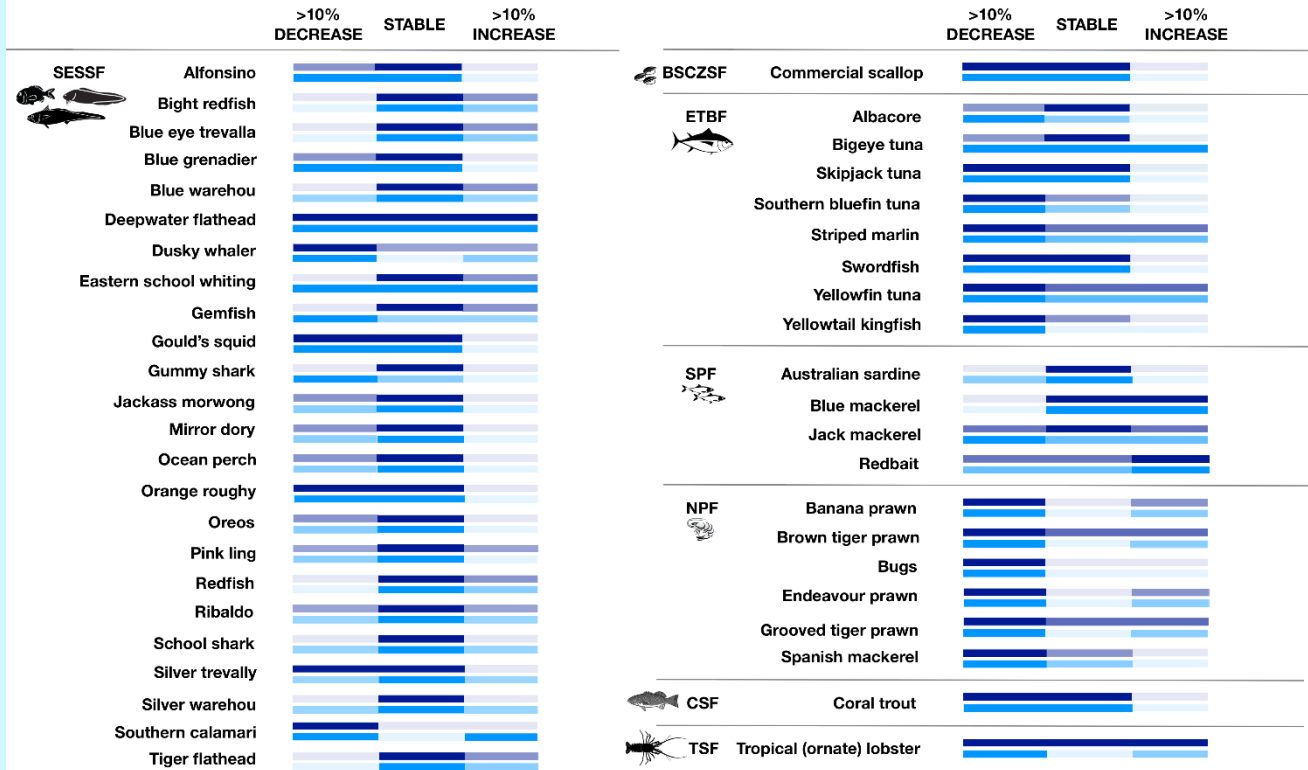 >10% DECREASE STABLE >10% INCREASE
SESSF
Alfonsino
Bight redfish
Blue eye trevalla
Blue grenadier
Blue warehou
Deepwater flathead
Dusky whaler
Eastern school whiting
Gemfish
Gould's squid
Gummy shark
Jackass morwong
Mirror dory
Ocean perch
Orange roughy
Oreos
Pink ling
Redfish
Ribaldo
School shark
Silver trevally
Silver warehou
Southern calamari
Tiger flathead
>10% DECREASE STABLE >10% INCREASE
BSCZSF Commercial scallop
ETBF
Albacore
Bigeye tuna
Skipjack tuna
Southern bluefin tuna
Striped marlin
Swordfish
Yellowfin tuna
Yellowtail kingfish
SPF Australian sardine
Blue mackerel
Jack mackerel
Redbait
NPF Banana prawn
Brown tiger prawn
Bugs
Endeavour prawn
Grooved tiger prawn
Spanish mackerel
CSF Coral trout
TSF Tropical (ornate) lobster